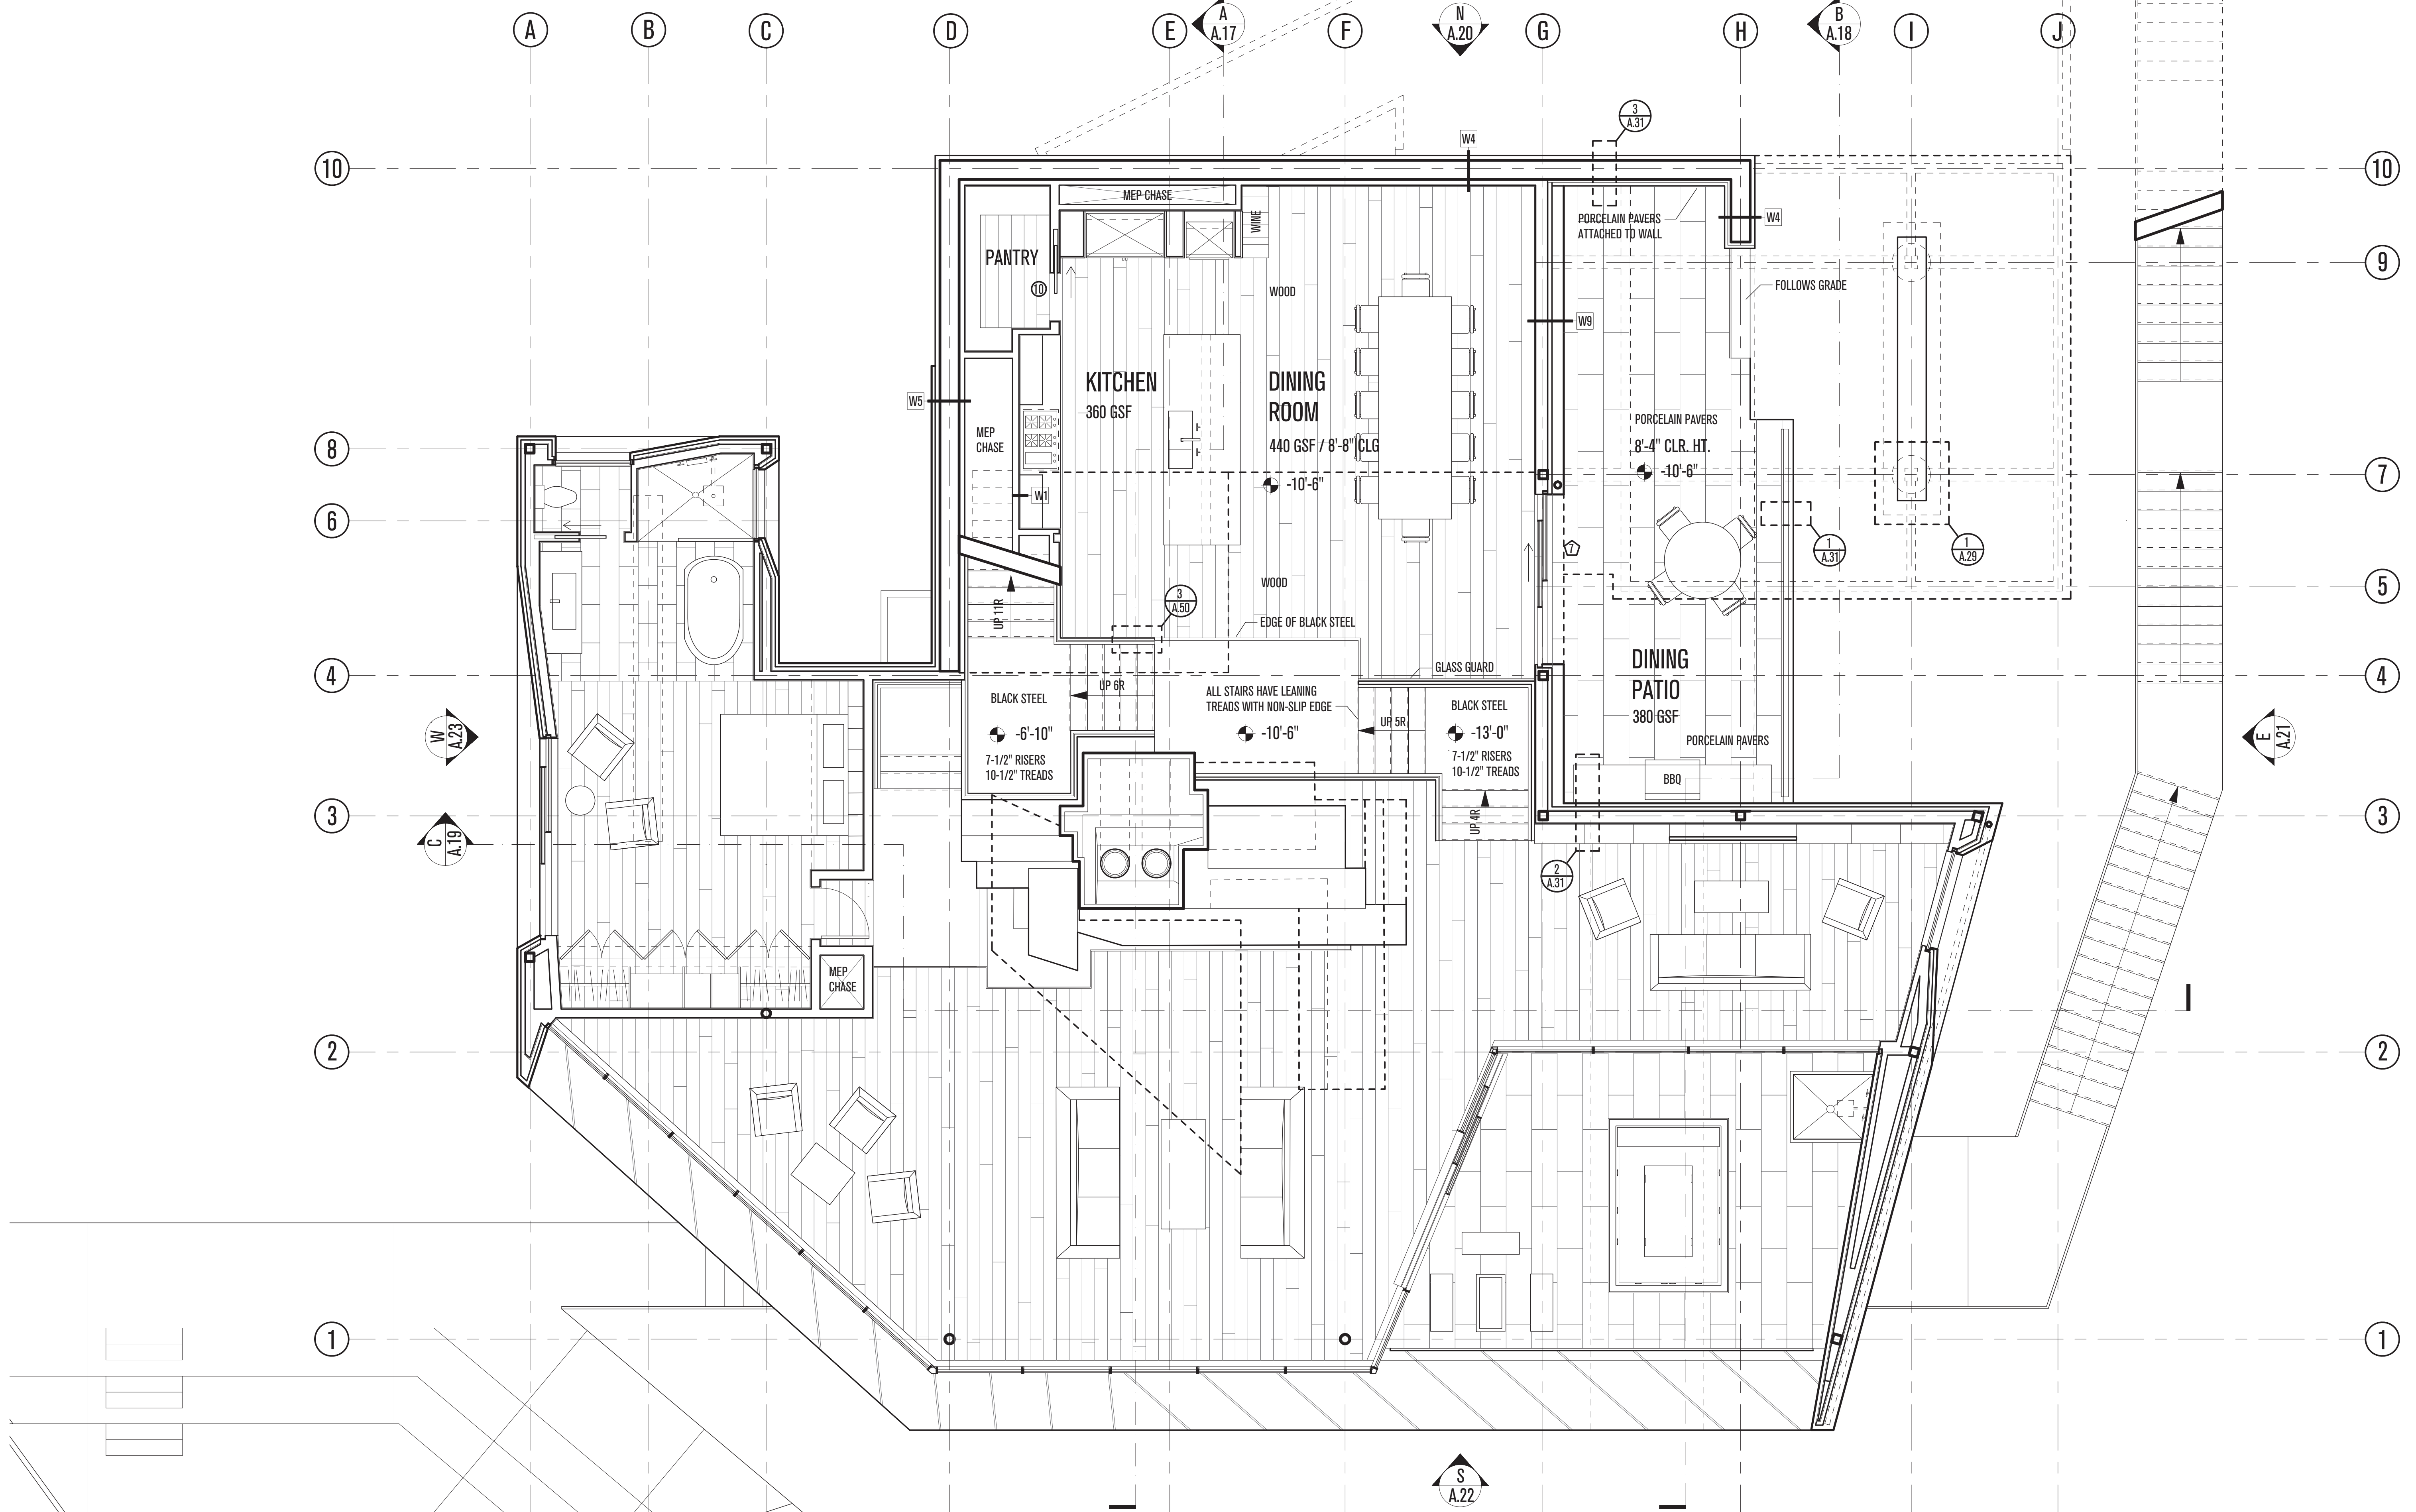 A
B
C
D
E
A
A.17
F
N
A.20
G
H
B
A.18
I
J
3
A.31
W4
10
10
MEP CHASE
WINE
PORCELAIN PAVERS
ATTACHED TO WALL
W4
PANTRY
10
9
WOOD
FOLLOWS GRADE
W9
KITCHEN
360 GSF
DINING
ROOM
440 GSF / 8'-8" CLG
-10'-6"
W5
MEP
CHASE
PORCELAIN PAVERS
8'-4" CLR. HT.
-10'-6"
8
7
W1
6
1
A.31
1
A.29
7
WOOD
5
UP 11R
3
A.50
EDGE OF BLACK STEEL
GLASS GUARD
DINING
PATIO
380 GSF
4
4
BLACK STEEL
-6'-10"
7-1/2" RISERS
10-1/2" TREADS
UP 6R
ALL STAIRS HAVE LEANING
TREADS WITH NON-SLIP EDGE
-10'-6"
UP 5R
BLACK STEEL
-13'-0"
7-1/2" RISERS
10-1/2" TREADS
PORCELAIN PAVERS
BBQ
W
A.23
E
A.21
3
3
UP 4R
C
A.19
2
A.31
MEP
CHASE
2
2
1
1
S
A.22